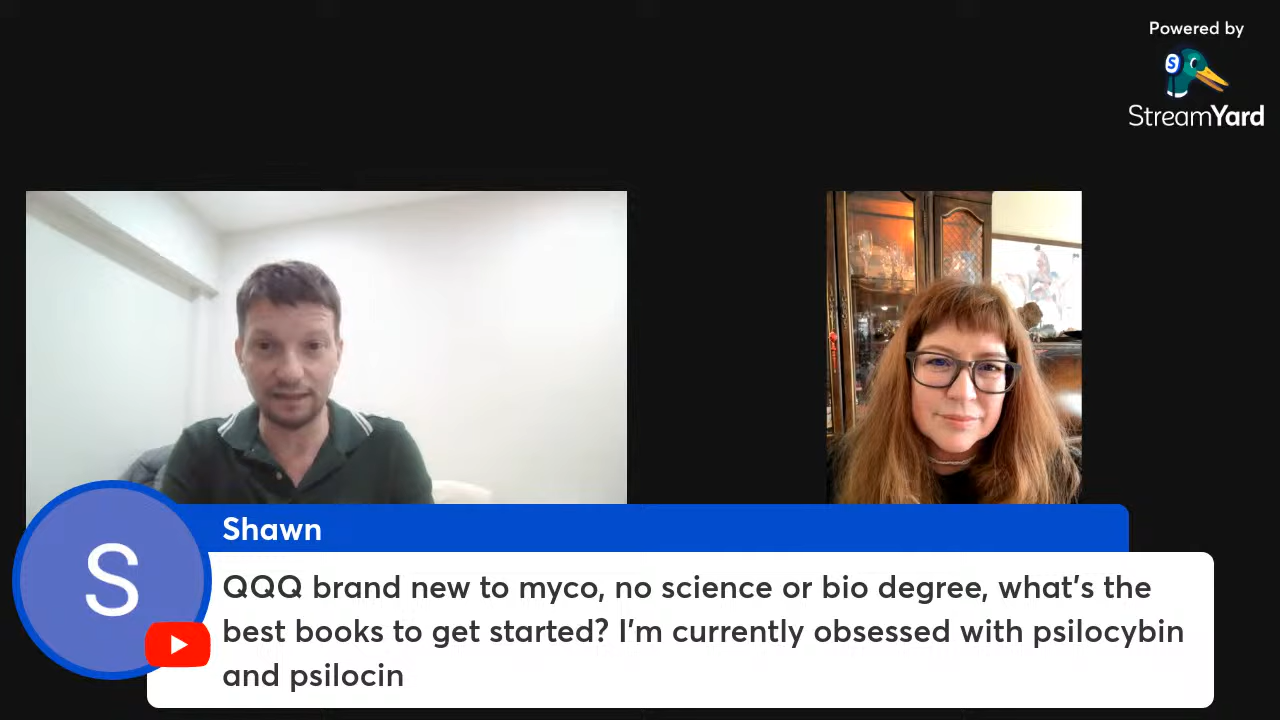 Powered by
S
StreamYard
Shawn
S
QQQ brand new to myco, no science or bio degree, what's the
best books to get started? I'm currently obsessed with psilocybin
and psilocin